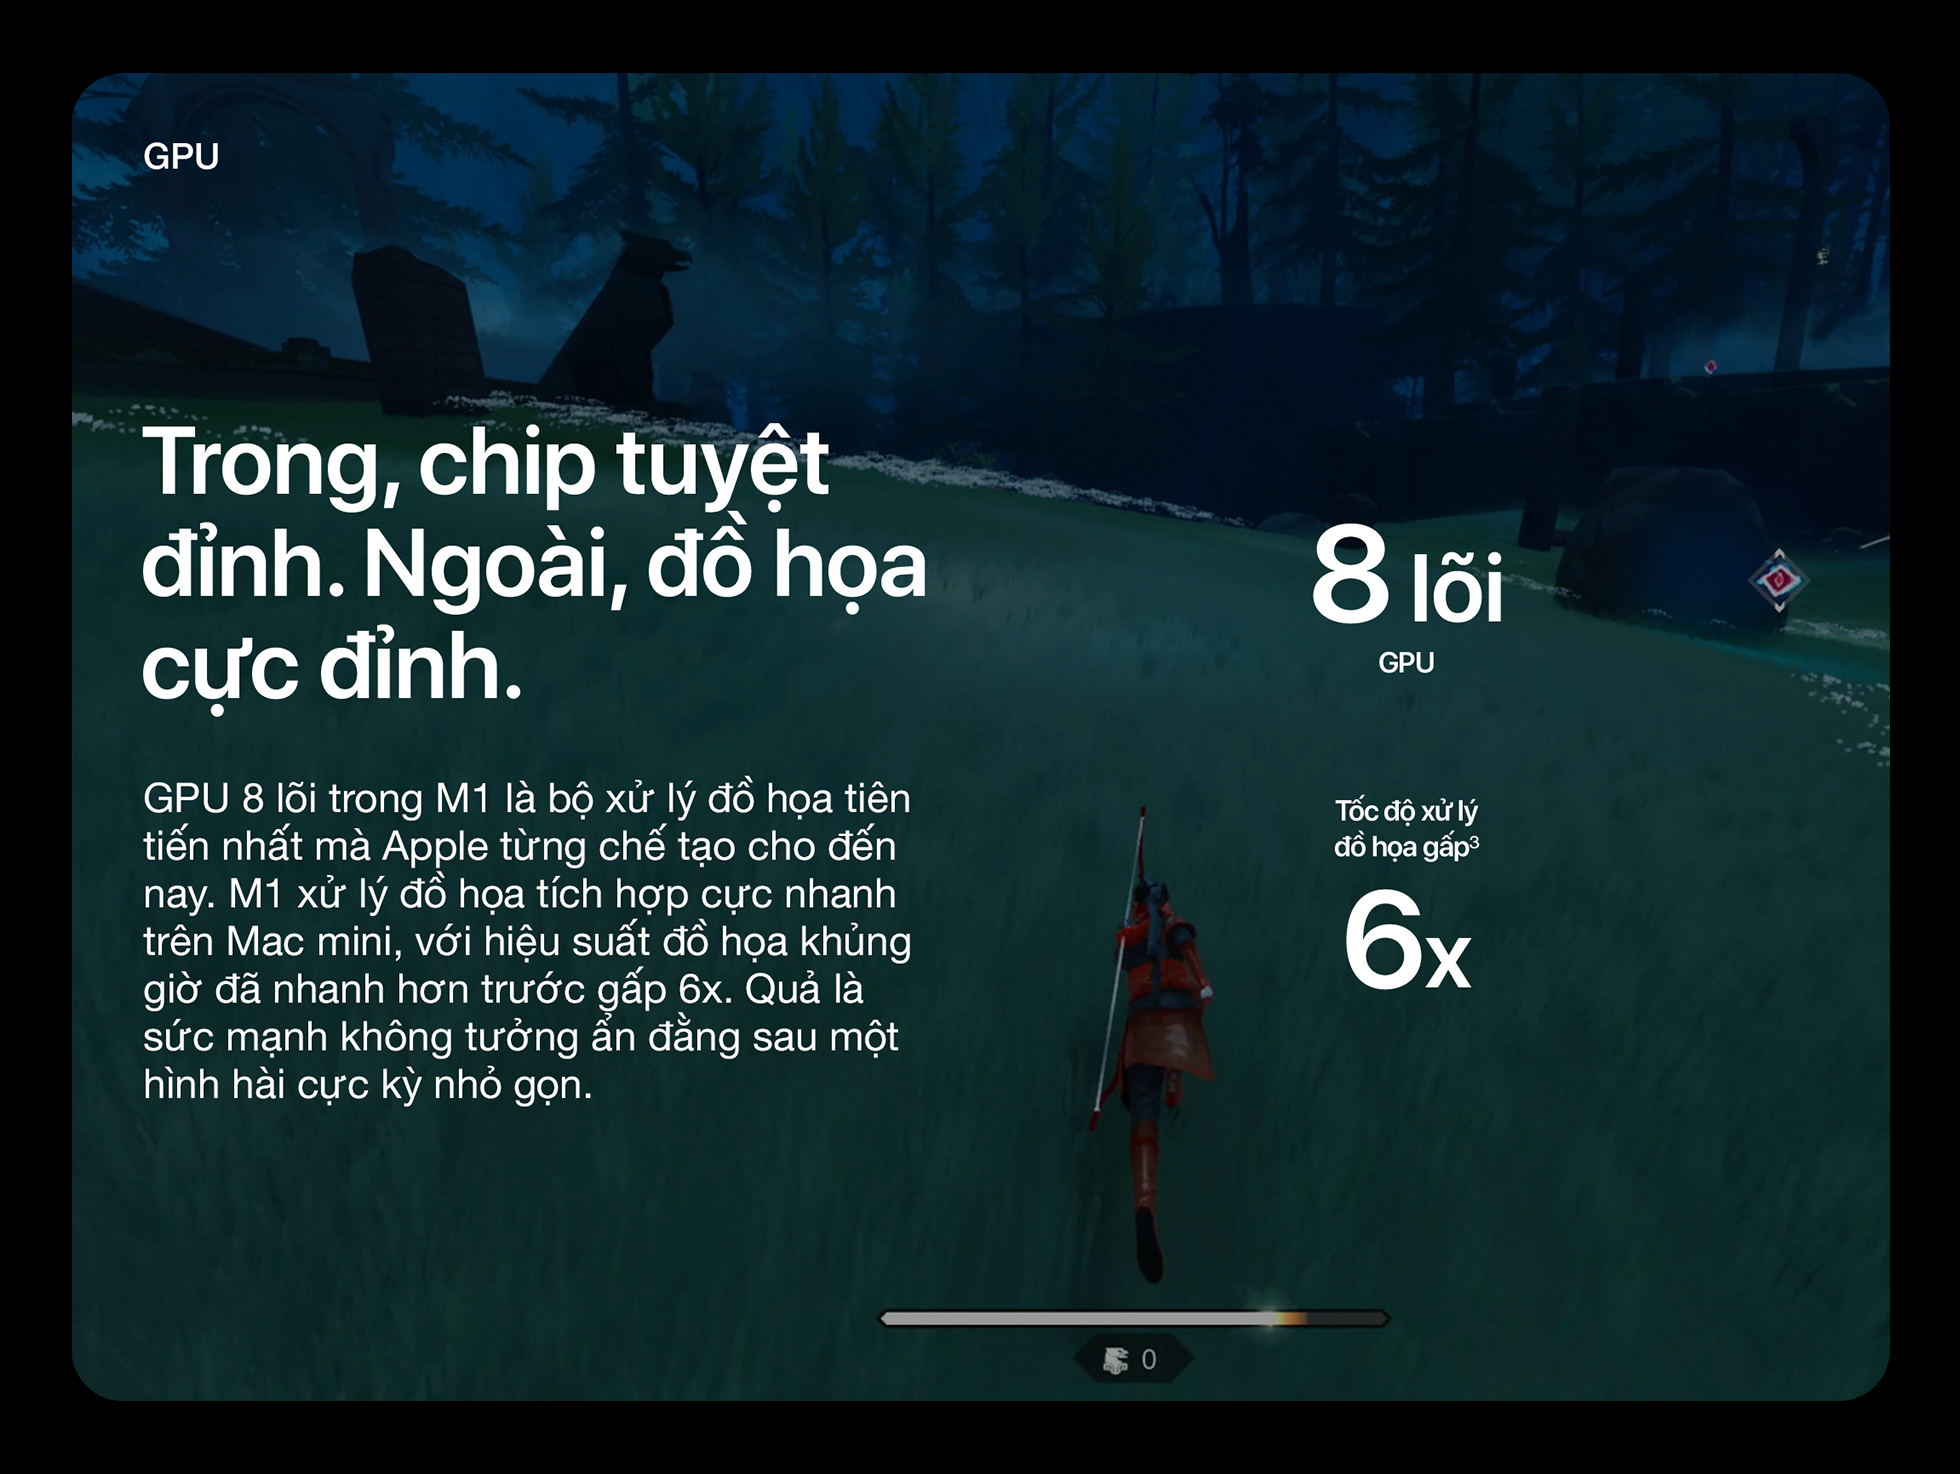 GPU
Trong, chip tuyệt
đỉnh. Ngoài, đồ họa
cực đỉnh.
GPU 8 lõi trong M1 là bộ xử lý đồ họa tiên
tiến nhất mà Apple từng chế tạo cho đến
nay. M1 xử lý đồ họa tích hợp cực nhanh
trên Mac mini, với hiệu suất đồ họa khủng
giờ đã nhanh hơn trước gấp 6x. Quả là
sức mạnh không tưởng ẩn đằng sau một
hình hài cực kỳ nhỏ gọn.
8 lõi
GPU
Tốc độ xử lý
đồ họa gấp³
6x
0